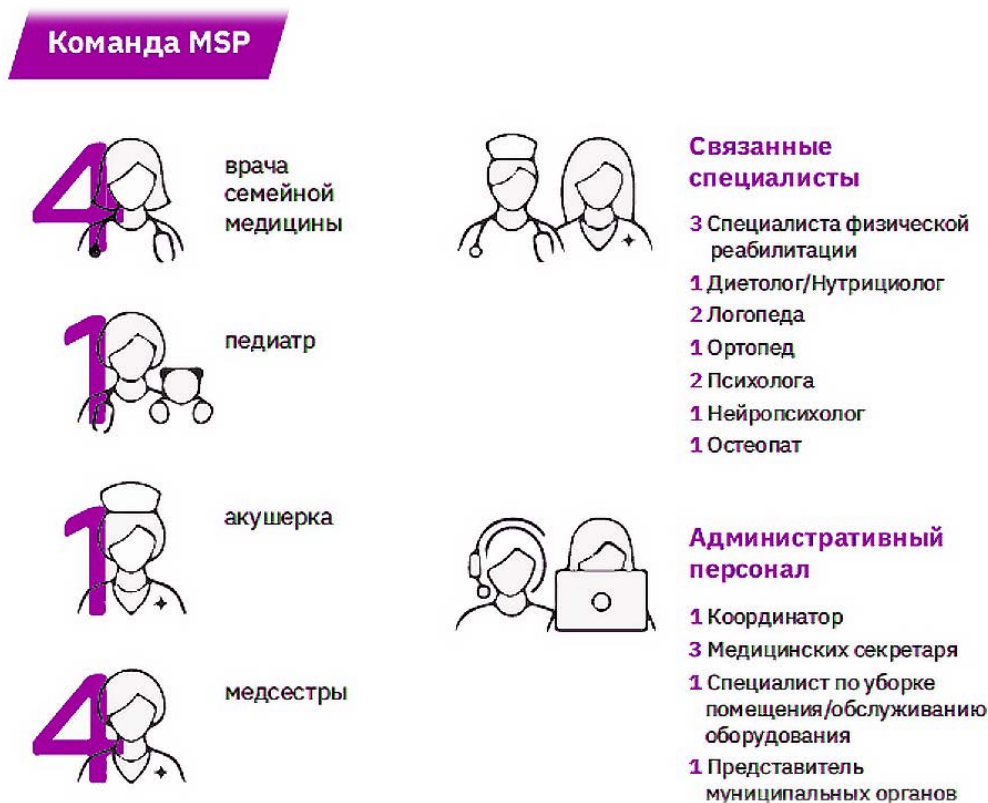 Команда MSP
4 врача
семейной
медицины
1 педиатр
1 акушерка
4 медсестры
Связанные
специалисты
3 Специалиста физической
реабилитации
1 Диетолог/Нутрициолог
2 Логопеда
1 Ортопед
2 Психолога
1 Нейропсихолог
1 Остеопат
Административный
персонал
1 Координатор
3 Медицинских секретаря
1 Специалист по уборке
помещения/обслуживанию
оборудования
1 Представитель
муниципальных органов